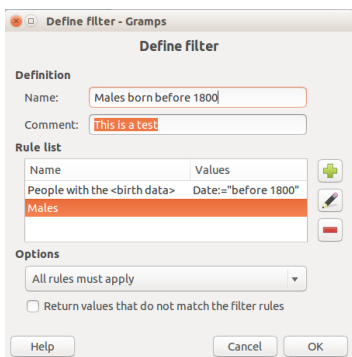 Define filter - Gramps
Define filter
Definition
Name: Males born before 1800
Comment: This is a test
Rule list
Name Values
People with the <birth data> Date:="before 1800"
Males
Options
All rules must apply
Return values that do not match the filter rules
Help Cancel OK